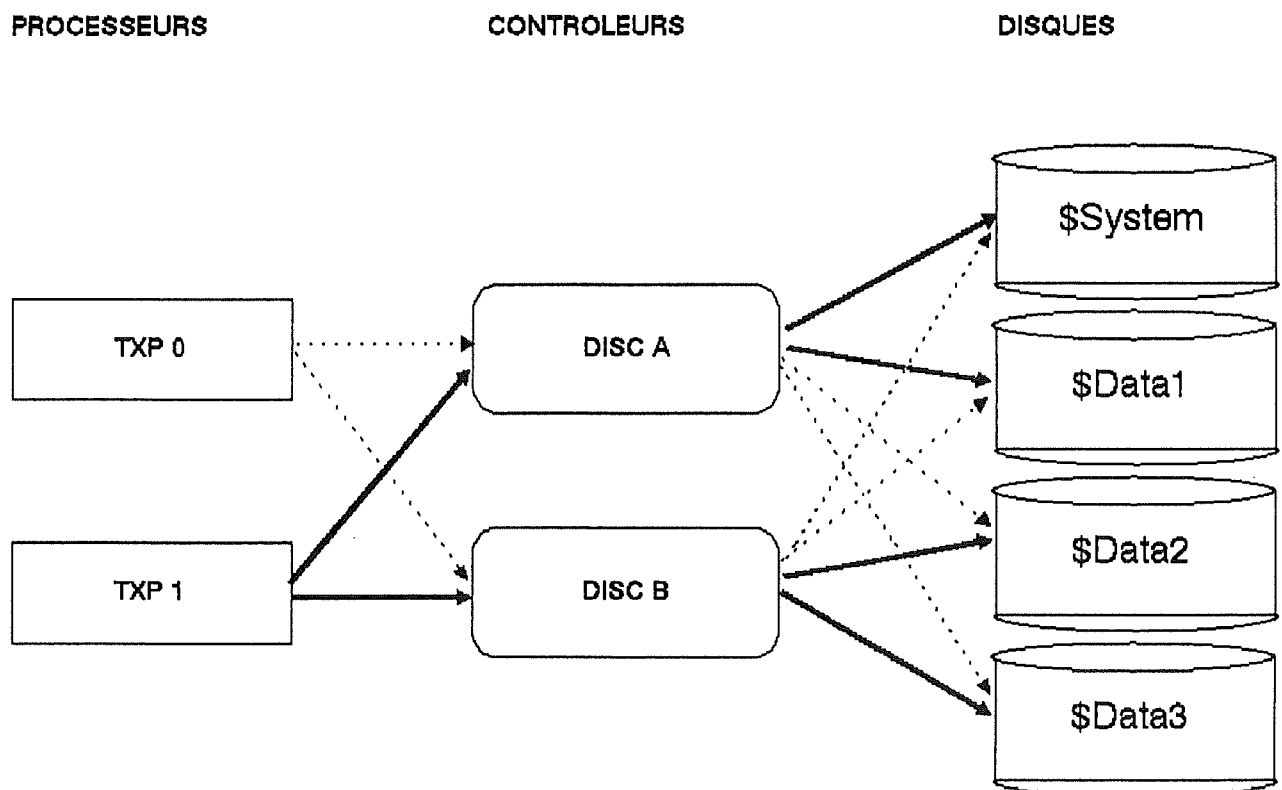 PROCESSEURS
CONTROLEURS
DISQUES
$System
TXP 0
DISC A
$Data1
$Data2
TXP 1
DISC B
$Data3